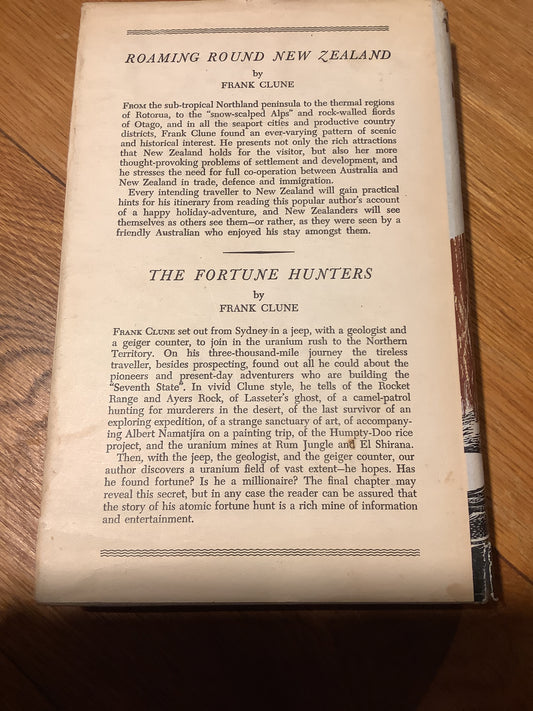 ROAMING ROUND NEW ZEALAND
by
FRANK CLUNE
FROM the sub-tropical Northland peninsula to the thermal regions
of Rotorua, to the "snow-scalped Alps" and rock-walled fiords
of Otago, and in all the seaport cities and productive country
districts, Frank Clune found an ever-varying pattern of scenic
and historical interest. He presents not only the rich attractions
that New Zealand holds for the visitor, but also her more
thought-provoking problems of settlement and development, and
he stresses the need for full co-operation between Australia and
New Zealand in trade, defence and immigration.
Every intending traveller to New Zealand will gain practical
hints for his itinerary from reading this popular author's account
of a happy holiday-adventure, and New Zealanders will see
themselves as others see them—or rather, as they were seen by a
friendly Australian who enjoyed his stay amongst them.
THE FORTUNE HUNTERS
by
FRANK CLUNE
FRANK CLUNE set out from Sydney in a jeep, with a geologist and
a geiger counter, to join in the uranium rush to the Northern
Territory. On his three-thousand-mile journey the tireless
traveller, besides prospecting, found out all he could about the
pioneers and present-day adventurers who are building the
"Seventh State". In vivid Clune style, he tells of the Rocket
Range and Ayers Rock, of Lasseter's ghost, of a camel-patrol
hunting for murderers in the desert, of the last survivor of an
exploring expedition, of a strange sanctuary of art, of accompany-
ing Albert Namatjira on a painting trip, of the Humpty-Doo rice
project, and the uranium mines at Rum Jungle and El Shirana.
Then, with the jeep, the geologist, and the geiger counter, our
author discovers a uranium field of vast extent—he hopes. Has
he found fortune? Is he a millionaire? The final chapter may
reveal this secret, but in any case the reader can be assured that
the story of his atomic fortune hunt is a rich mine of information
and entertainment.